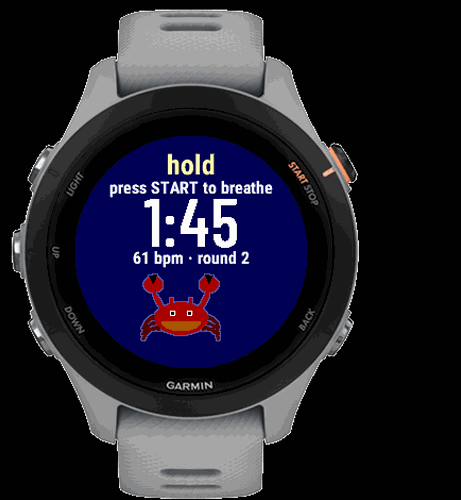 hold
press START to breathe
1:45
61 bpm · round 2
LIGHT
START STOP
UP
DOWN
BACK
GARMIN